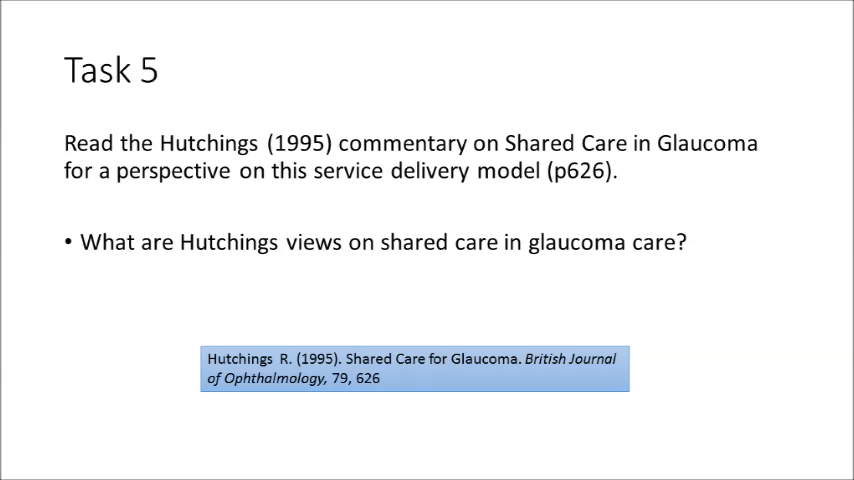 Task 5
Read the Hutchings (1995) commentary on Shared Care in Glaucoma
for a perspective on this service delivery model (p626).
• What are Hutchings views on shared care in glaucoma care?
Hutchings R. (1995). Shared Care for Glaucoma. British Journal
of Ophthalmology, 79, 626